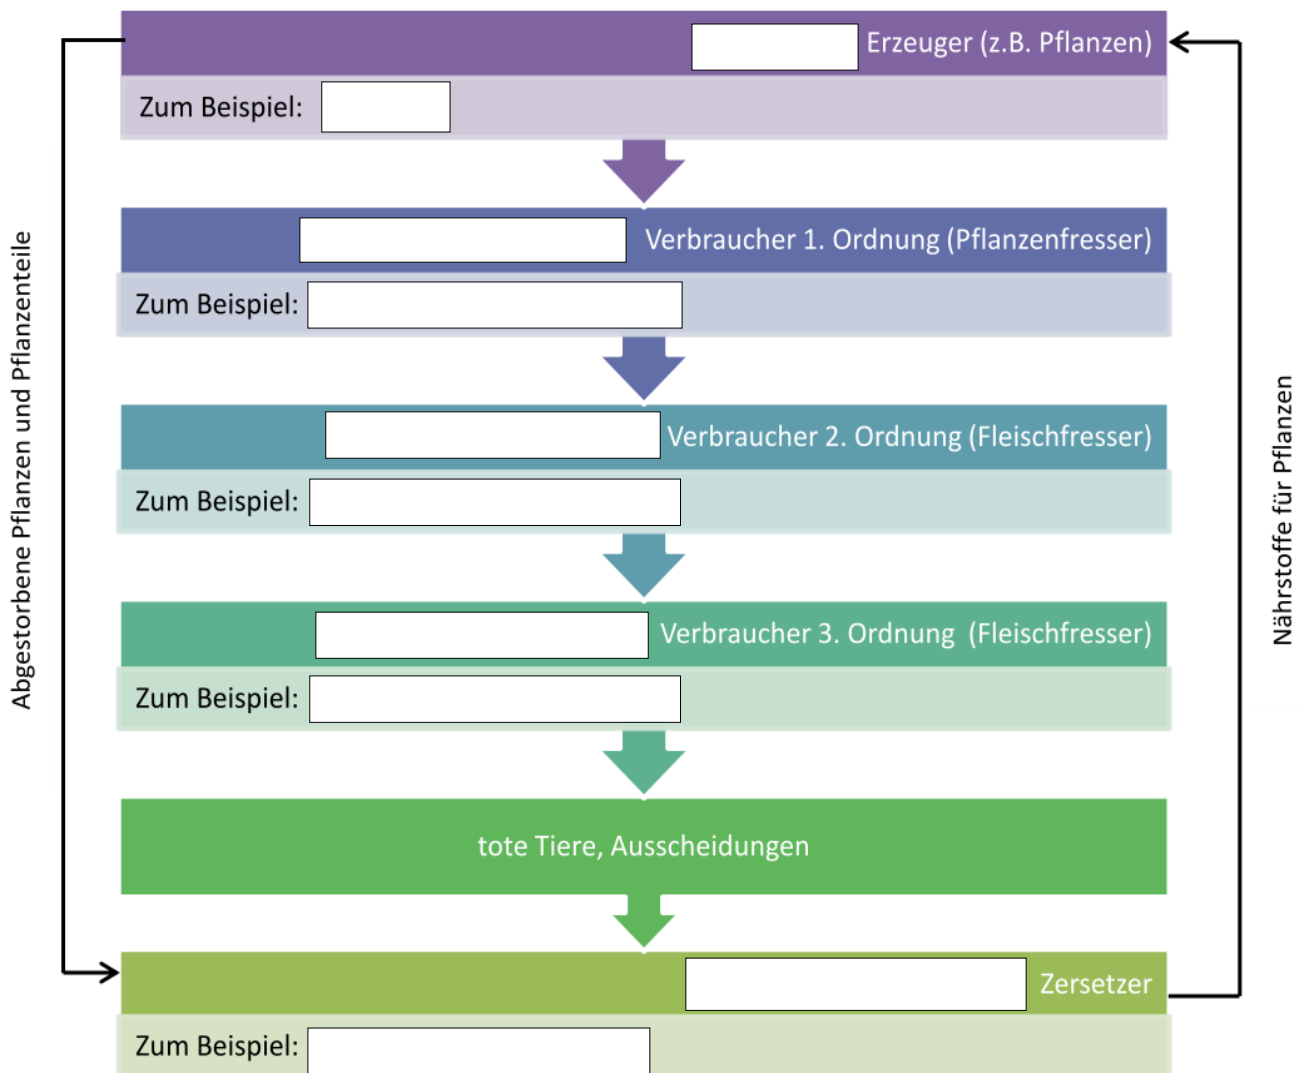 Erzeuger (z.B. Pflanzen)
Zum Beispiel:
Verbraucher 1. Ordnung (Pflanzenfresser)
Zum Beispiel:
Verbraucher 2. Ordnung (Fleischfresser)
Zum Beispiel:
Verbraucher 3. Ordnung (Fleischfresser)
Zum Beispiel:
tote Tiere, Ausscheidungen
Zersetzer
Zum Beispiel:
Abgestorbene Pflanzen und Pflanzenteile
Nährstoffe für Pflanzen